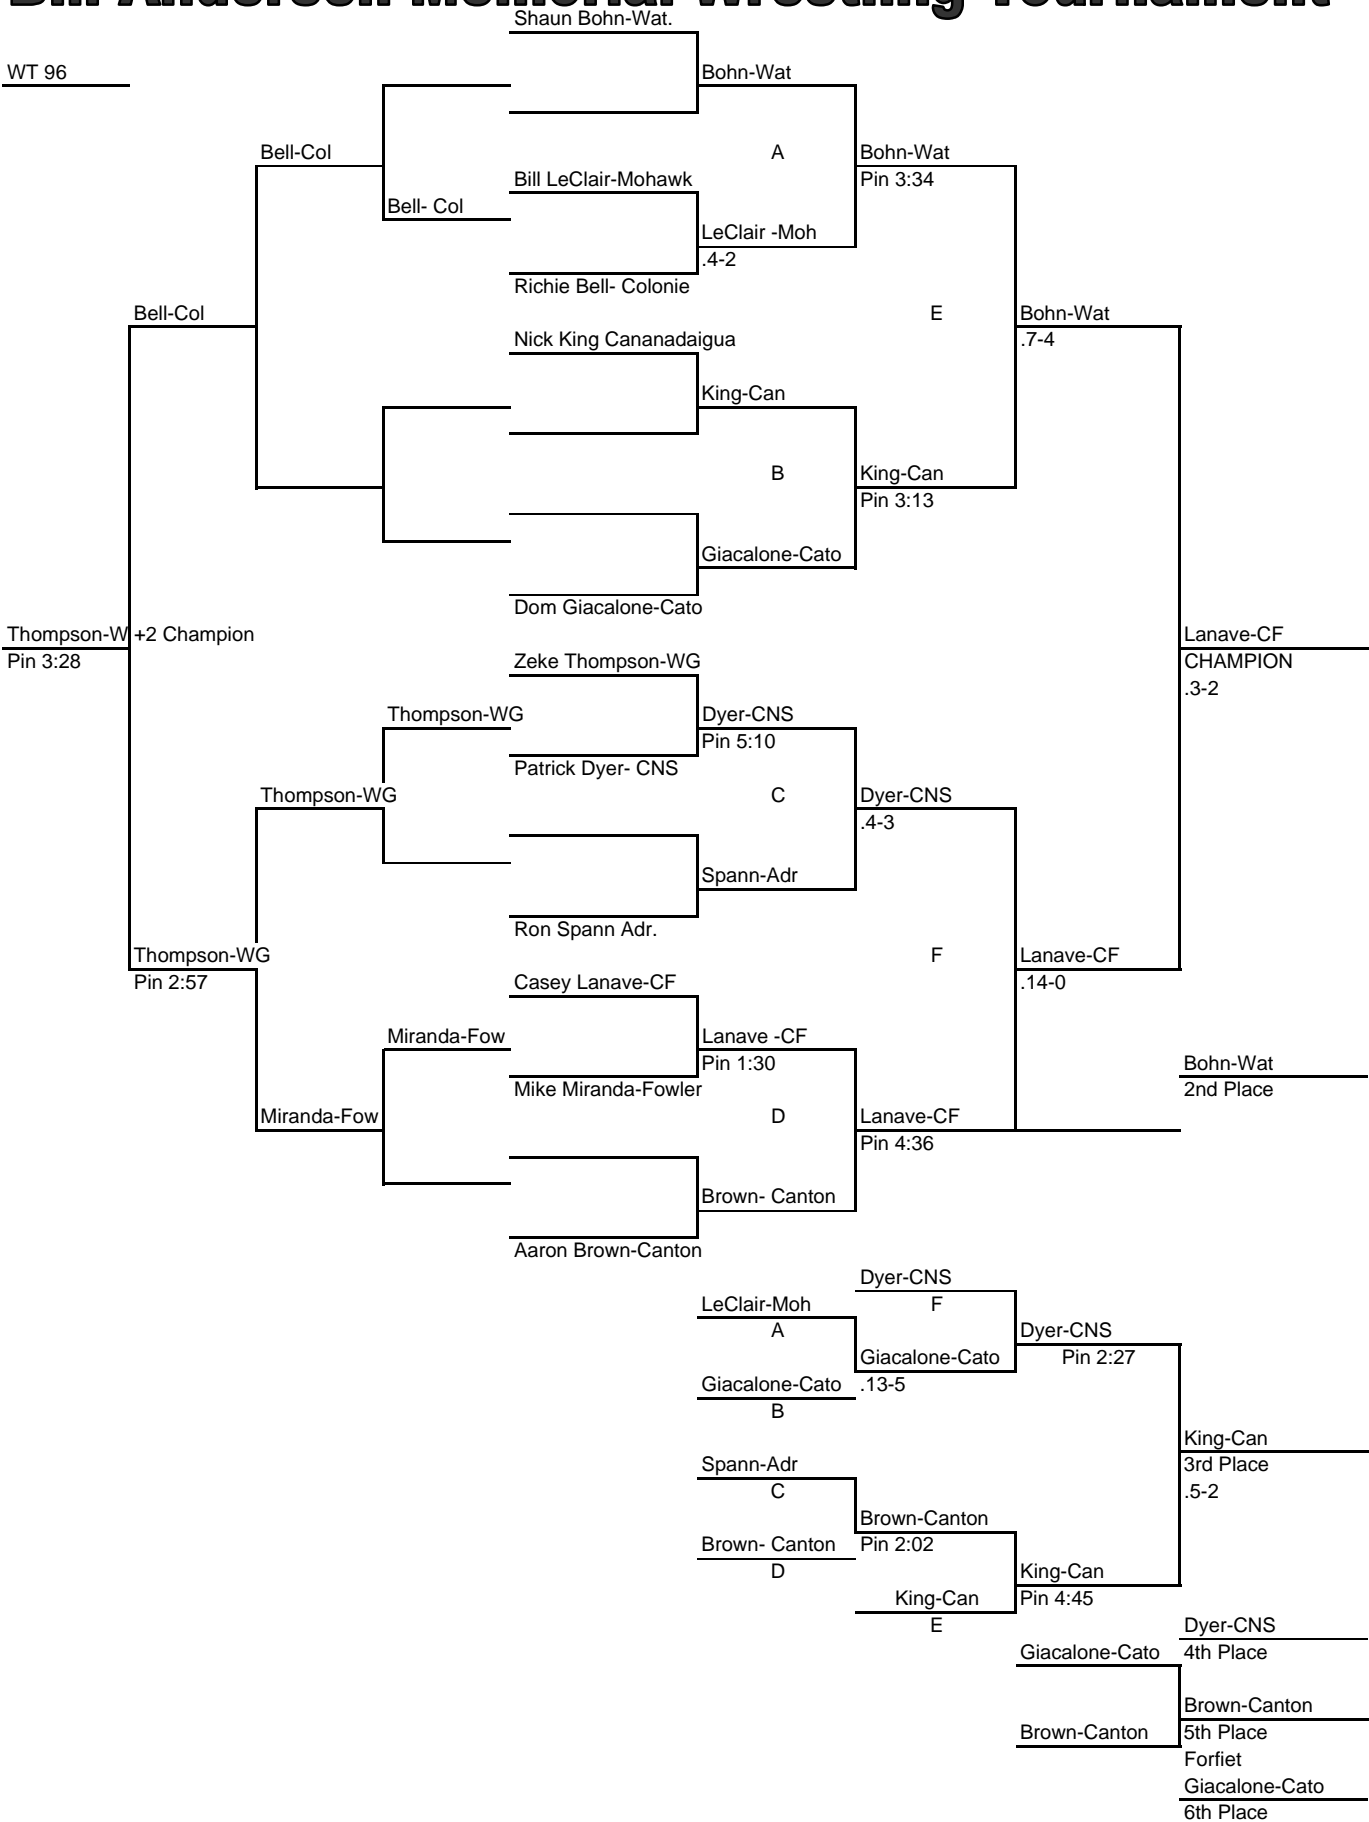 Bill Anderson Memorial Wrestling Tournament
Shaun Bohn-Wat.
WT 96
Bohn-Wat
Bell-Col
A
Bohn-Wat
Bill LeClair-Mohawk
Pin 3:34
Bell- Col
LeClair -Moh
.4-2
Richie Bell- Colonie
Bell-Col
E
Bohn-Wat
Nick King Cananadaigua
.7-4
King-Can
B
King-Can
Pin 3:13
Giacalone-Cato
Dom Giacalone-Cato
Thompson-W
+2 Champion
Lanave-CF
Pin 3:28
Zeke Thompson-WG
CHAMPION
.3-2
Thompson-WG
Dyer-CNS
Pin 5:10
Patrick Dyer- CNS
Thompson-WG
C
Dyer-CNS
.4-3
Spann-Adr
Ron Spann Adr.
Thompson-WG
F
Lanave-CF
Pin 2:57
Casey Lanave-CF
.14-0
Miranda-Fow
Lanave -CF
Pin 1:30
Bohn-Wat
Mike Miranda-Fowler
2nd Place
Miranda-Fow
D
Lanave-CF
Pin 4:36
Brown- Canton
Aaron Brown-Canton
Dyer-CNS
LeClair-Moh
F
A
Dyer-CNS
Giacalone-Cato
Pin 2:27
Giacalone-Cato
.13-5
B
King-Can
Spann-Adr
3rd Place
C
.5-2
Brown-Canton
Brown- Canton
Pin 2:02
D
King-Can
King-Can
Pin 4:45
E
Dyer-CNS
Giacalone-Cato
4th Place
Brown-Canton
Brown-Canton
5th Place
Forfiet
Giacalone-Cato
6th Place